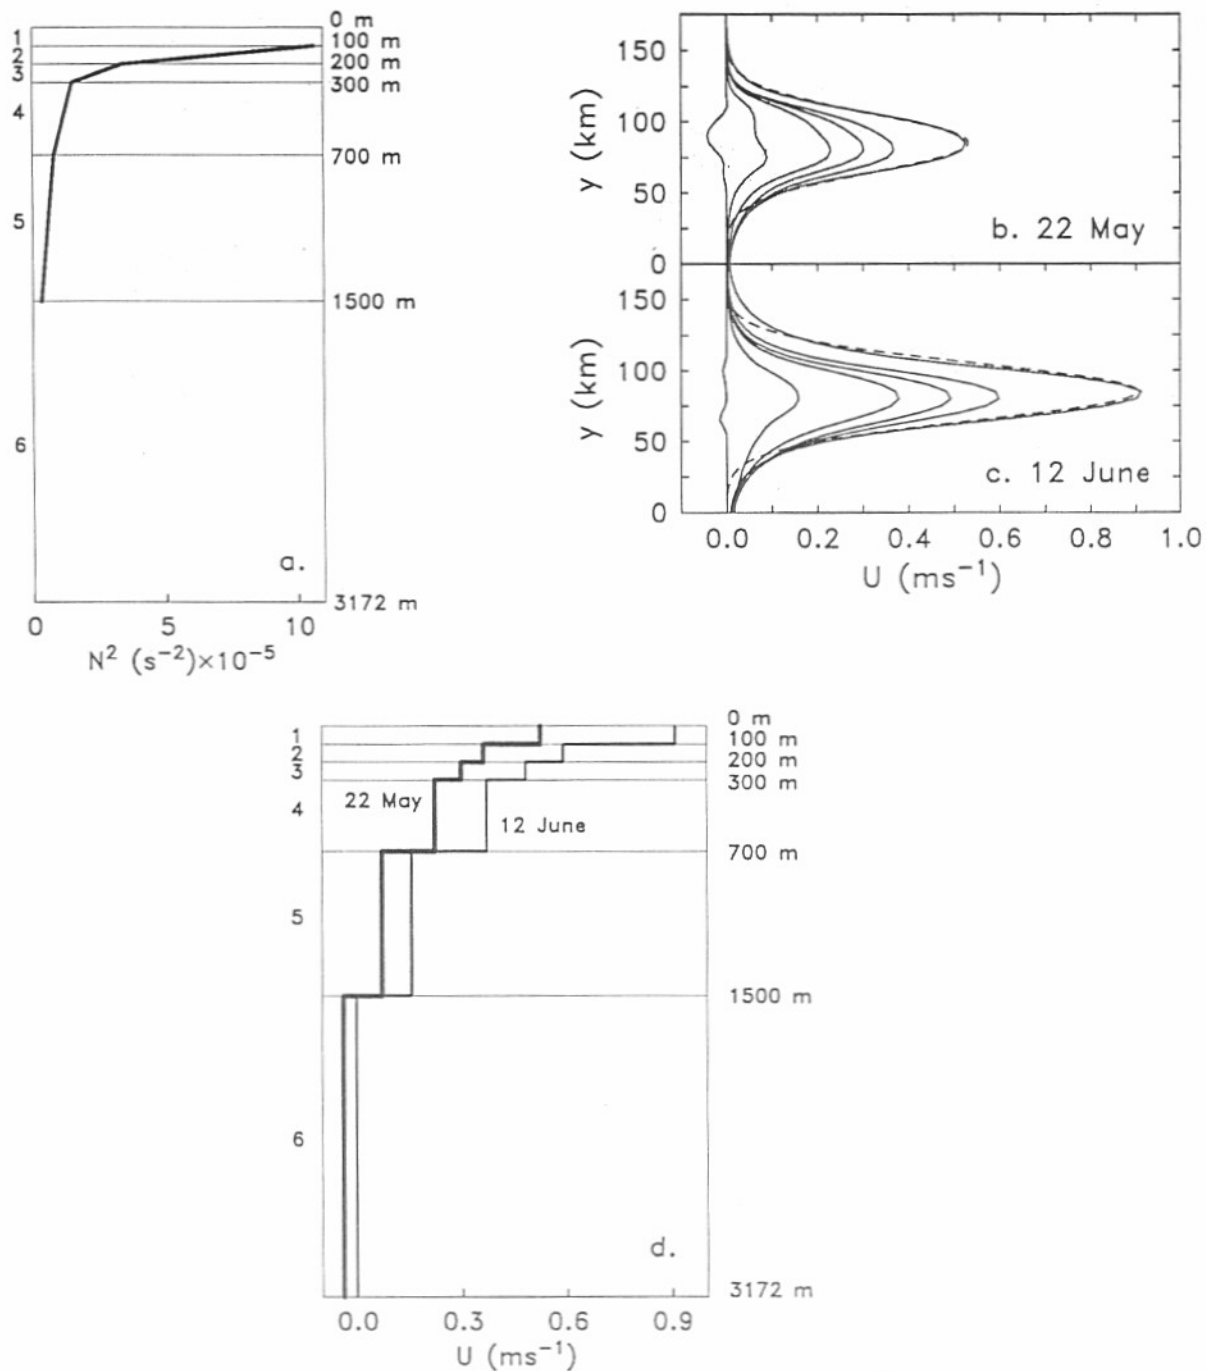 0 m
1
100 m
2
200 m
3
300 m
4
700 m
5
1500 m
6
a.
3172 m
0 5 10
N² (s⁻²)×10⁻⁵
150
100
50
0
y (km)
b. 22 May
150
100
50
0
y (km)
c. 12 June
0.0 0.2 0.4 0.6 0.8 1.0
U (ms⁻¹)
0 m
1
100 m
2
200 m
3
300 m
22 May
4
12 June
700 m
5
1500 m
6
d.
3172 m
0.0 0.3 0.6 0.9
U (ms⁻¹)